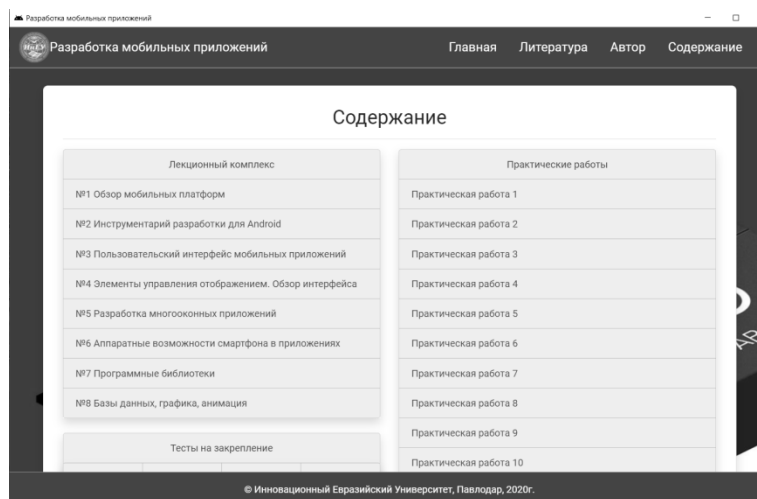 Разработка мобильных приложений
Разработка мобильных приложений
Главная Литература Автор Содержание
Содержание
Лекционный комплекс
№1 Обзор мобильных платформ
№2 Инструментарий разработки для Android
№3 Пользовательский интерфейс мобильных приложений
№4 Элементы управления отображением. Обзор интерфейса
№5 Разработка многооконных приложений
№6 Аппаратные возможности смартфона в приложениях
№7 Программные библиотеки
№8 Базы данных, графика, анимация
Тесты на закрепление
Практические работы
Практическая работа 1
Практическая работа 2
Практическая работа 3
Практическая работа 4
Практическая работа 5
Практическая работа 6
Практическая работа 7
Практическая работа 8
Практическая работа 9
Практическая работа 10
© Инновационный Евразийский Университет, Павлодар, 2020г.